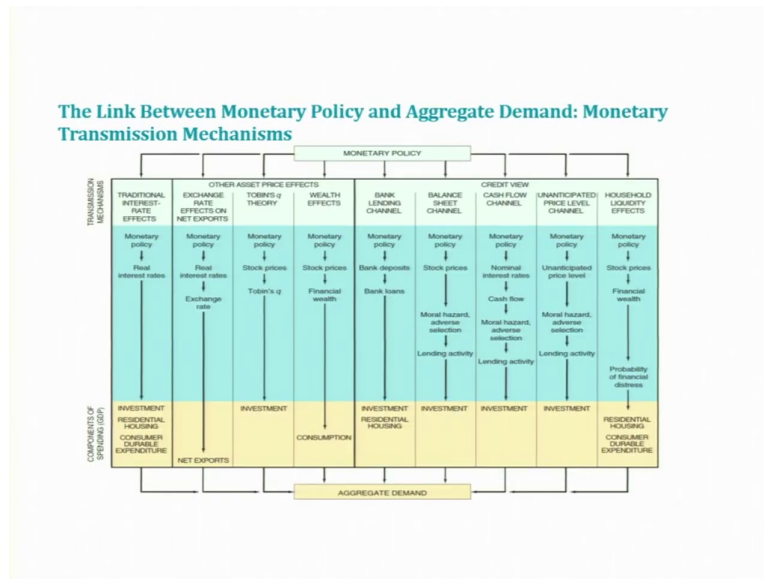 The Link Between Monetary Policy and Aggregate Demand: Monetary
Transmission Mechanisms
MONETARY POLICY
TRANSMISSION
MECHANISMS
OTHER ASSET PRICE EFFECTS
CREDIT VIEW
TRADITIONAL
INTEREST-
RATE
EFFECTS
EXCHANGE
RATE
EFFECTS ON
NET EXPORTS
TOBIN'S q
THEORY
WEALTH
EFFECTS
BANK
LENDING
CHANNEL
BALANCE
SHEET
CHANNEL
CASH FLOW
CHANNEL
UNANTICIPATED
PRICE LEVEL
CHANNEL
HOUSEHOLD
LIQUIDITY
EFFECTS
Monetary
policy
Real
interest rates
Monetary
policy
Real
interest rates
Exchange
rate
Monetary
policy
Stock prices
Tobin's q
Monetary
policy
Stock prices
Financial
wealth
Monetary
policy
Bank deposits
Bank loans
Monetary
policy
Stock prices
Moral hazard,
adverse
selection
Lending activity
Monetary
policy
Nominal
interest rates
Cash flow
Moral hazard,
adverse
selection
Lending activity
Monetary
policy
Unanticipated
price level
Moral hazard,
adverse
selection
Lending activity
Monetary
policy
Stock prices
Financial
wealth
Probability
of financial
distress
COMPONENTS OF
SPENDING (GDP)
INVESTMENT
RESIDENTIAL
HOUSING
CONSUMER
DURABLE
EXPENDITURE
NET EXPORTS
INVESTMENT
CONSUMPTION
INVESTMENT
RESIDENTIAL
HOUSING
INVESTMENT
INVESTMENT
INVESTMENT
RESIDENTIAL
HOUSING
CONSUMER
DURABLE
EXPENDITURE
AGGREGATE DEMAND